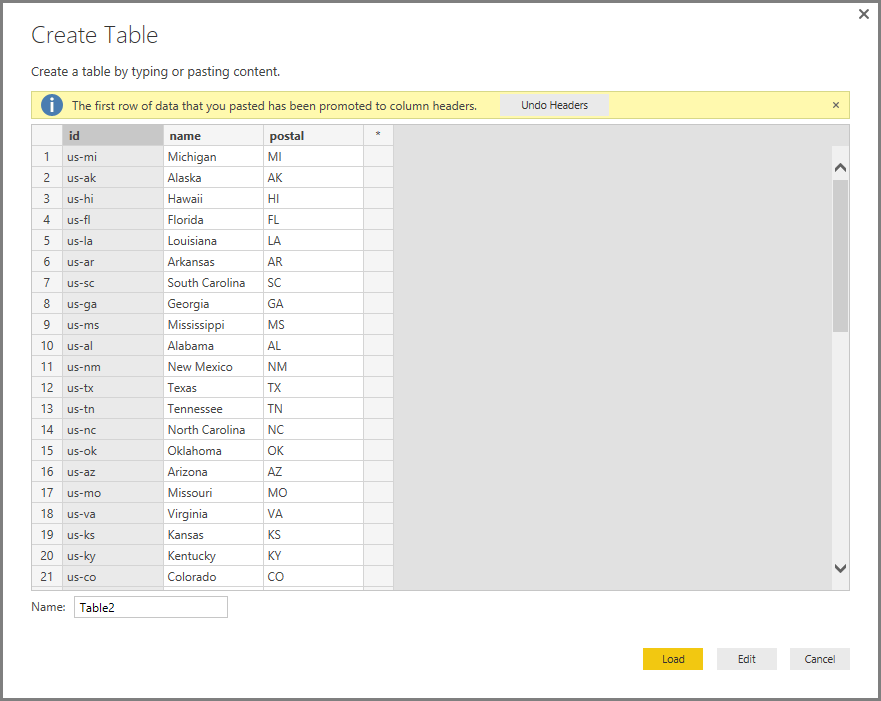 Create Table
Create a table by typing or pasting content.
The first row of data that you pasted has been promoted to column headers. Undo Headers
id name postal *
1 us-mi Michigan MI
2 us-ak Alaska AK
3 us-hi Hawaii HI
4 us-fl Florida FL
5 us-la Louisiana LA
6 us-ar Arkansas AR
7 us-sc South Carolina SC
8 us-ga Georgia GA
9 us-ms Mississippi MS
10 us-al Alabama AL
11 us-nm New Mexico NM
12 us-tx Texas TX
13 us-tn Tennessee TN
14 us-nc North Carolina NC
15 us-ok Oklahoma OK
16 us-az Arizona AZ
17 us-mo Missouri MO
18 us-va Virginia VA
19 us-ks Kansas KS
20 us-ky Kentucky KY
21 us-co Colorado CO
Name: Table2
Load Edit Cancel